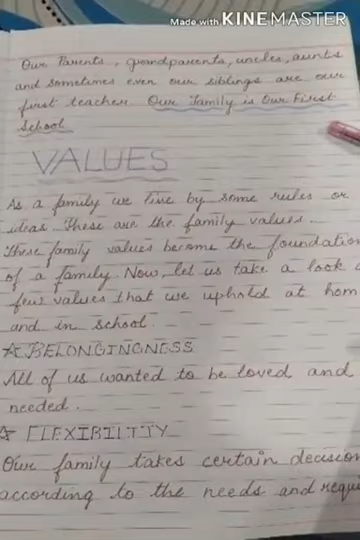 Made with KINEMASTER
Our Parents, grandparents, uncles, aunts
and sometimes even our siblings are our
first teacher. Our Family is Our First
School
VALUES
As a family we live by some rules or
ideas. These are the family values.
These family values become the foundation
of a family. Now, let us take a look
few values that we uphold at hom
and in school.
BELONGINGNESS
All of us wanted to be loved and
needed.
FLEXIBILITY
Our family takes certain decision
according to the needs and requi